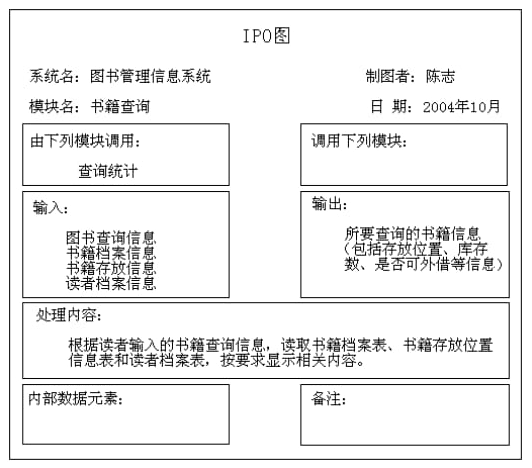 IPO图
系统名：图书管理信息系统
制图者：陈志
模块名：书籍查询
日 期：2004年10月
由下列模块调用：
查询统计
调用下列模块：
输入：
图书查询信息
书籍档案信息
书籍存放信息
读者档案信息
输出：
所要查询的书籍信息
（包括存放位置、库存
数、是否可外借等信息）
处理内容：
根据读者输入的书籍查询信息，读取书籍档案表、书籍存放位置
信息表和读者档案表，按要求显示相关内容。
内部数据元素：
备注：